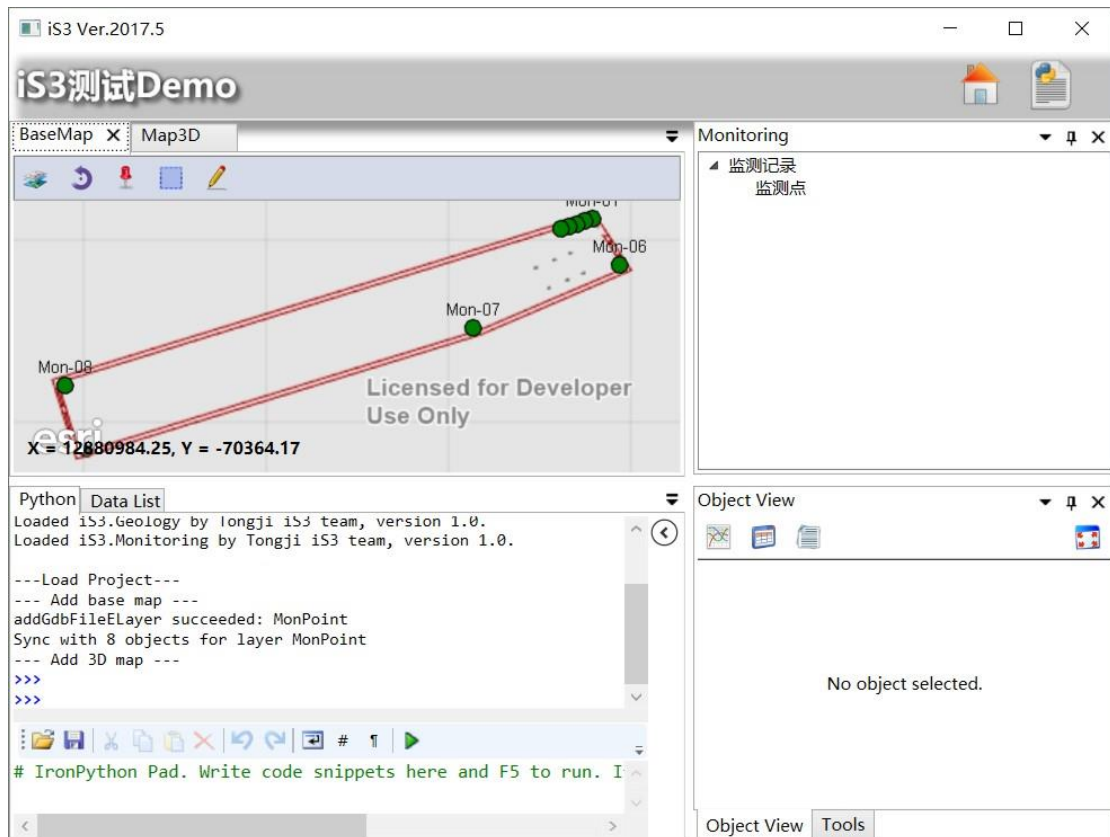 iS3 Ver.2017.5
iS3测试Demo
BaseMap
Map3D
Mon-01
Mon-06
Mon-07
Mon-08
Licensed for Developer
Use Only
esri
X = 12880984.25, Y = -70364.17
Monitoring
监测记录
监测点
Python
Data List
Loaded iS3.Geology by Tongji iS3 team, version 1.0.
Loaded iS3.Monitoring by Tongji iS3 team, version 1.0.
---Load Project---
--- Add base map ---
addGdbFileELayer succeeded: MonPoint
Sync with 8 objects for layer MonPoint
--- Add 3D map ---
>>>
>>>
# ¶
# IronPython Pad. Write code snippets here and F5 to run. I
Object View
No object selected.
Object View
Tools